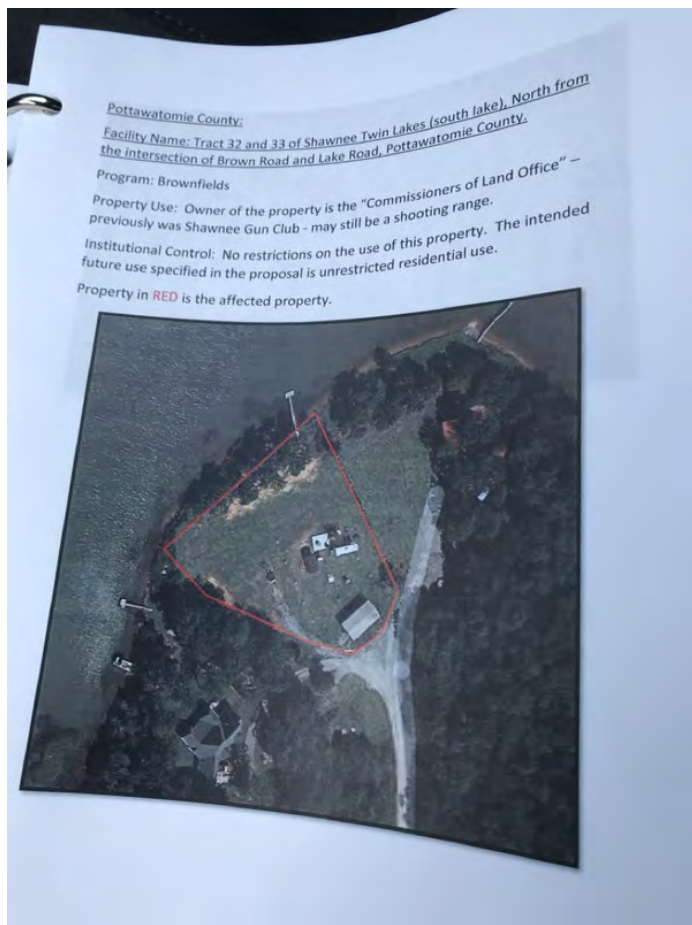 Pottawatomie County:
Facility Name: Tract 32 and 33 of Shawnee Twin Lakes (south lake), North from
the intersection of Brown Road and Lake Road, Pottawatomie County.
Program: Brownfields
Property Use: Owner of the property is the "Commissioners of Land Office" –
previously was Shawnee Gun Club - may still be a shooting range.
Institutional Control: No restrictions on the use of this property. The intended
future use specified in the proposal is unrestricted residential use.
Property in RED is the affected property.